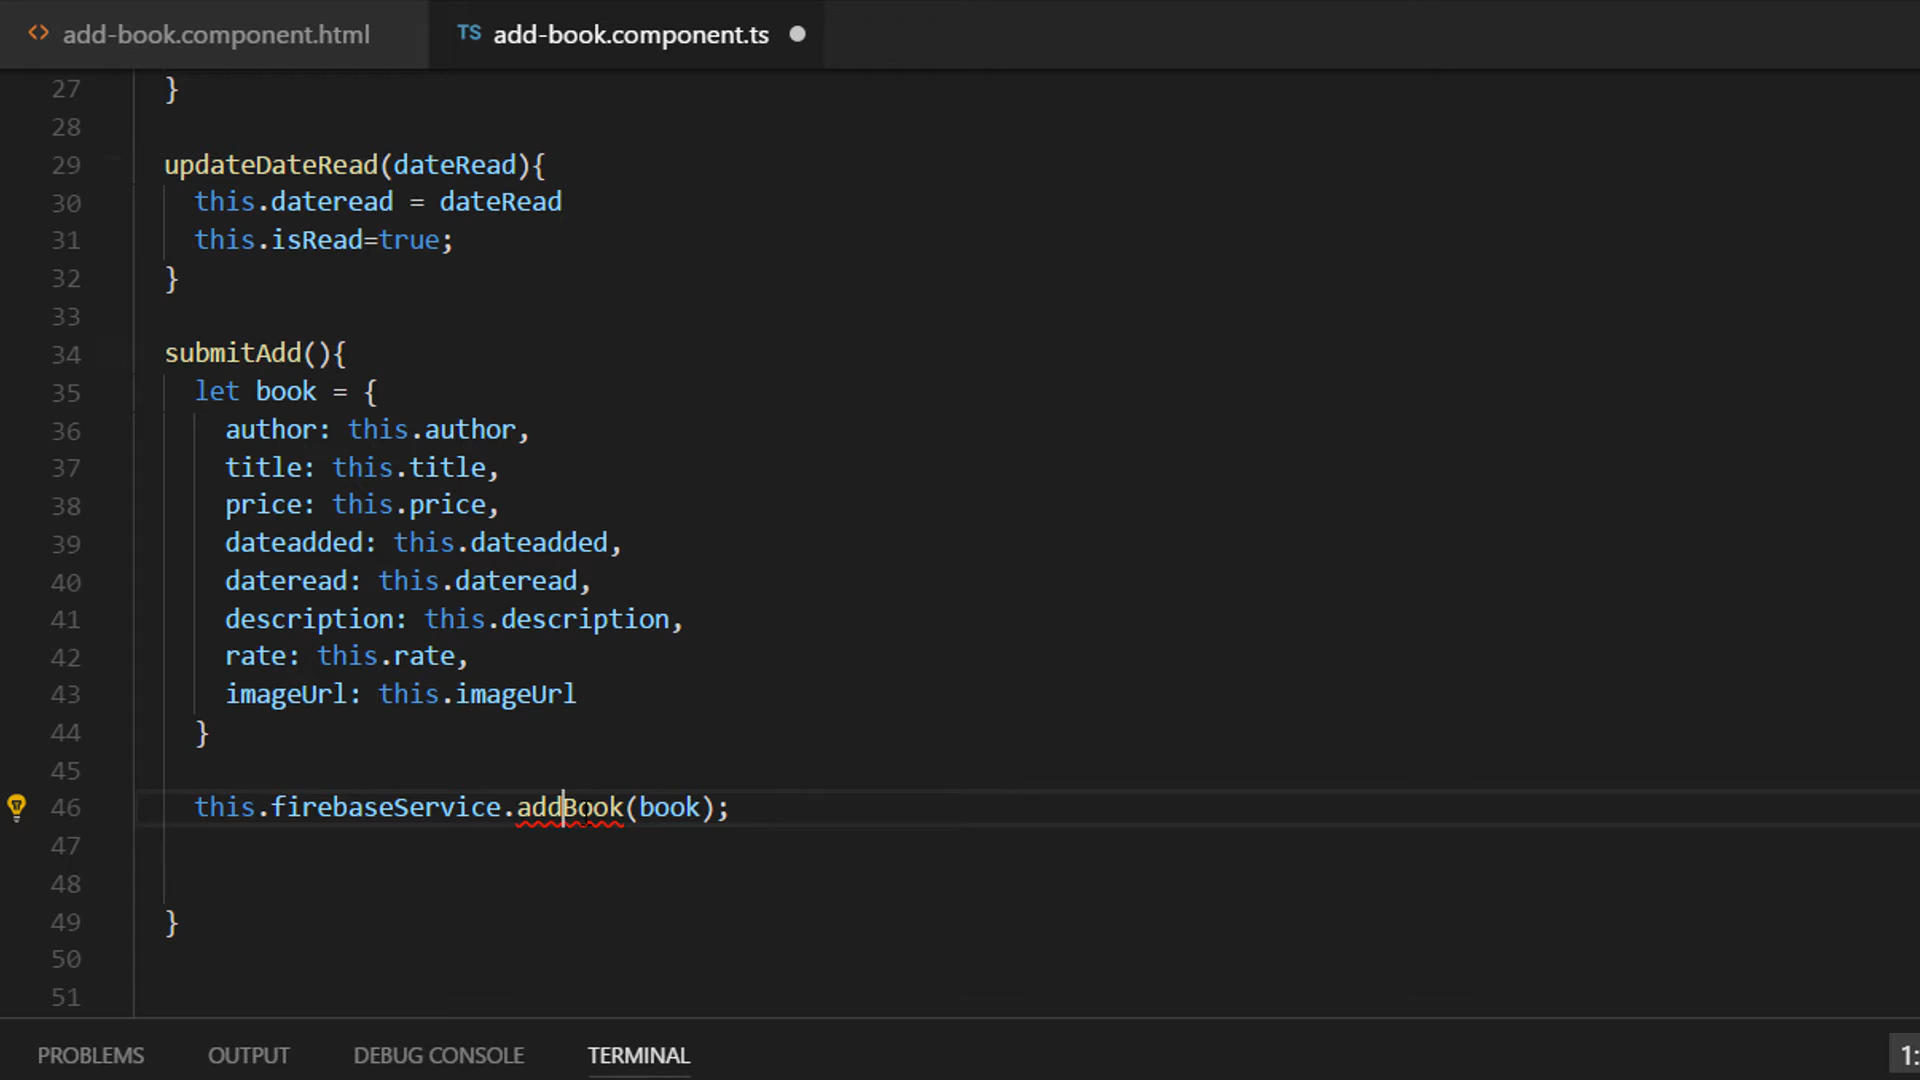 <> add-book.component.html TS add-book.component.ts
27 }
28
29 updateDateRead(dateRead){
30 this.dateread = dateRead
31 this.isRead=true;
32 }
33
34 submitAdd(){
35 let book = {
36 author: this.author,
37 title: this.title,
38 price: this.price,
39 dateadded: this.dateadded,
40 dateread: this.dateread,
41 description: this.description,
42 rate: this.rate,
43 imageUrl: this.imageUrl
44 }
45
46 this.firebaseService.addBook(book);
47
48
49 }
50
51
PROBLEMS OUTPUT DEBUG CONSOLE TERMINAL 1: